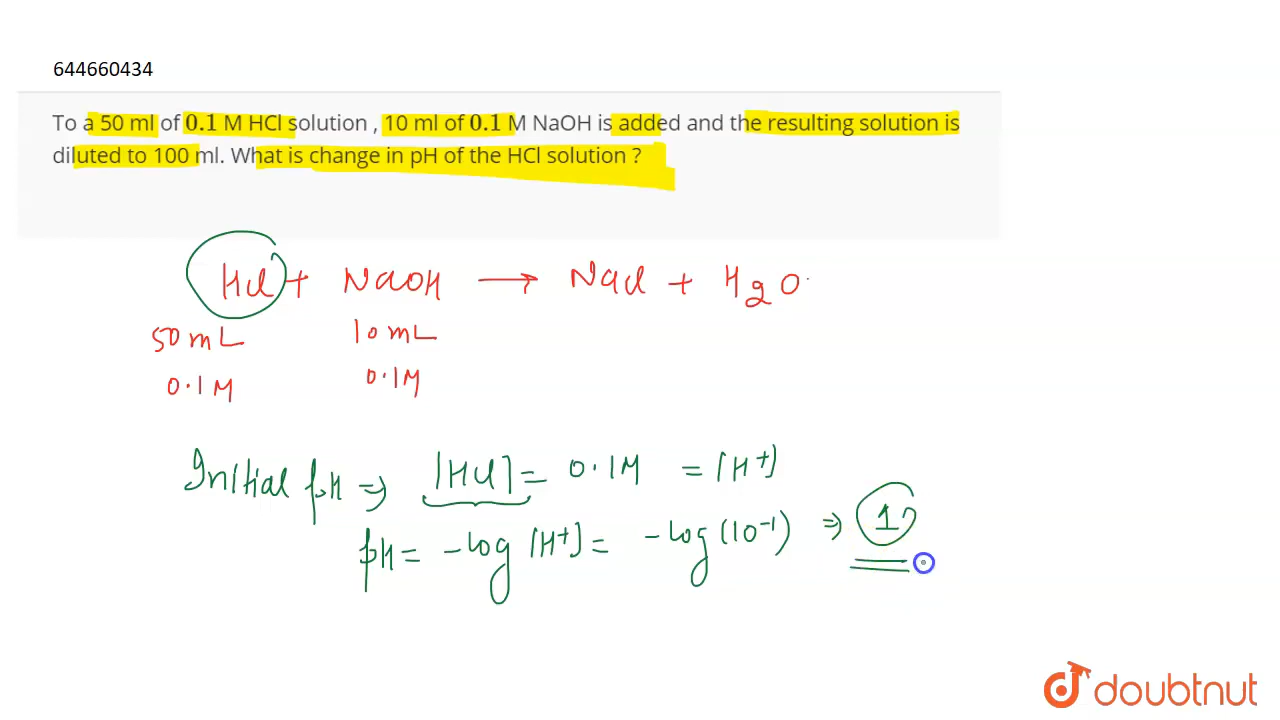 644660434
To a 50 ml of 0.1 M HCl solution , 10 ml of 0.1 M NaOH is added and the resulting solution is
diluted to 100 ml. What is change in pH of the HCl solution ?
HCl + NaOH → NaCl + H2O
50 mL 10 mL
0.1 M 0.1M
Initial pH ⇒ [HCl] = 0.1M = [H+]
pH = -log [H+] = -log (10⁻¹) ⇒ 1
doubtnut